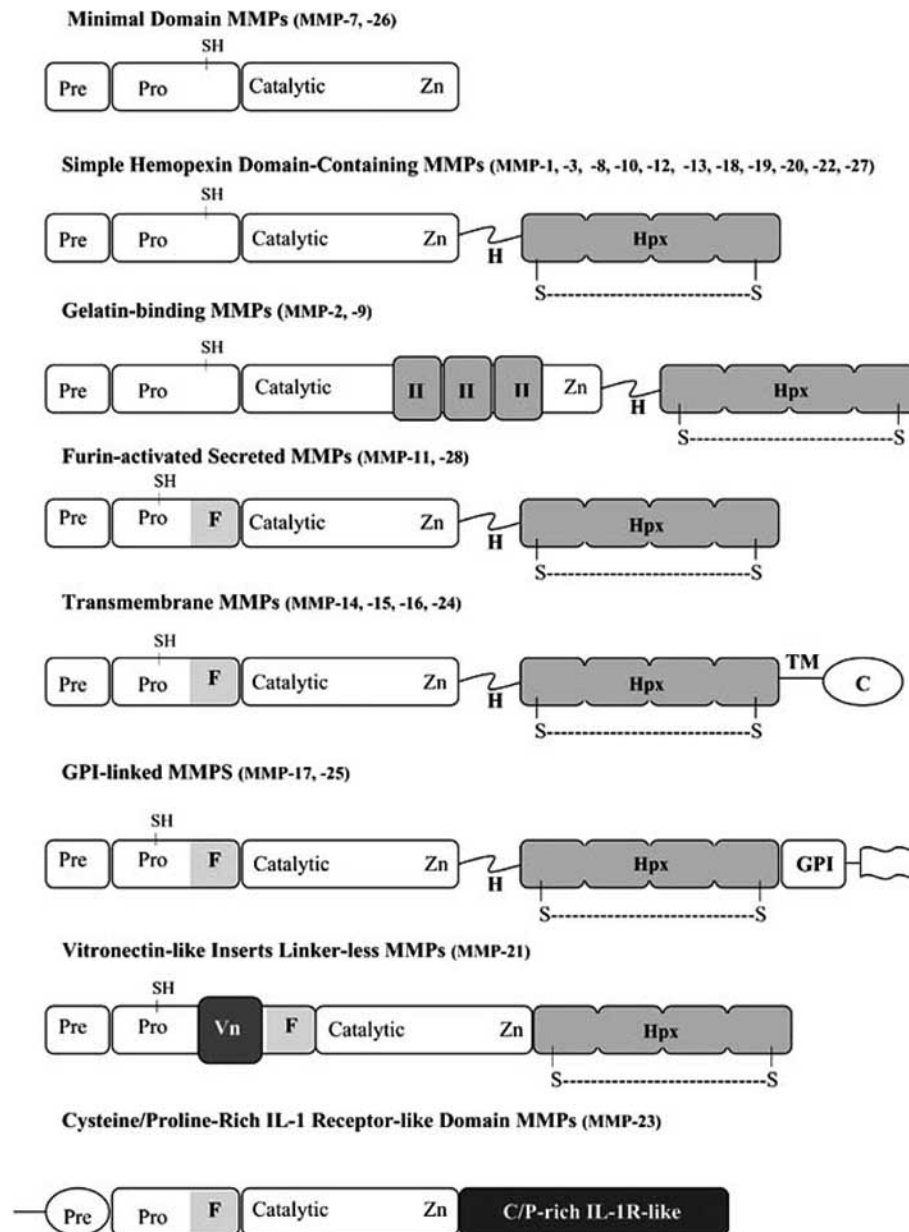 Minimal Domain MMPs (MMP-7, -26)
SH
Pre Pro Catalytic Zn
Simple Hemopexin Domain-Containing MMPs (MMP-1, -3, -8, -10, -12, -13, -18, -19, -20, -22, -27)
SH
Pre Pro Catalytic Zn H Hpx
S----------------------S
Gelatin-binding MMPs (MMP-2, -9)
SH
Pre Pro Catalytic II II II Zn H Hpx
S----------------------S
Furin-activated Secreted MMPs (MMP-11, -28)
SH
Pre Pro F Catalytic Zn H Hpx
S----------------------S
Transmembrane MMPs (MMP-14, -15, -16, -24)
SH
Pre Pro F Catalytic Zn H Hpx TM C
S----------------------S
GPI-linked MMPS (MMP-17, -25)
SH
Pre Pro F Catalytic Zn H Hpx GPI
S----------------------S
Vitronectin-like Inserts Linker-less MMPs (MMP-21)
SH
Pre Pro Vn F Catalytic Zn Hpx
S----------------------S
Cysteine/Proline-Rich IL-1 Receptor-like Domain MMPs (MMP-23)
Pre Pro F Catalytic Zn C/P-rich IL-1R-like